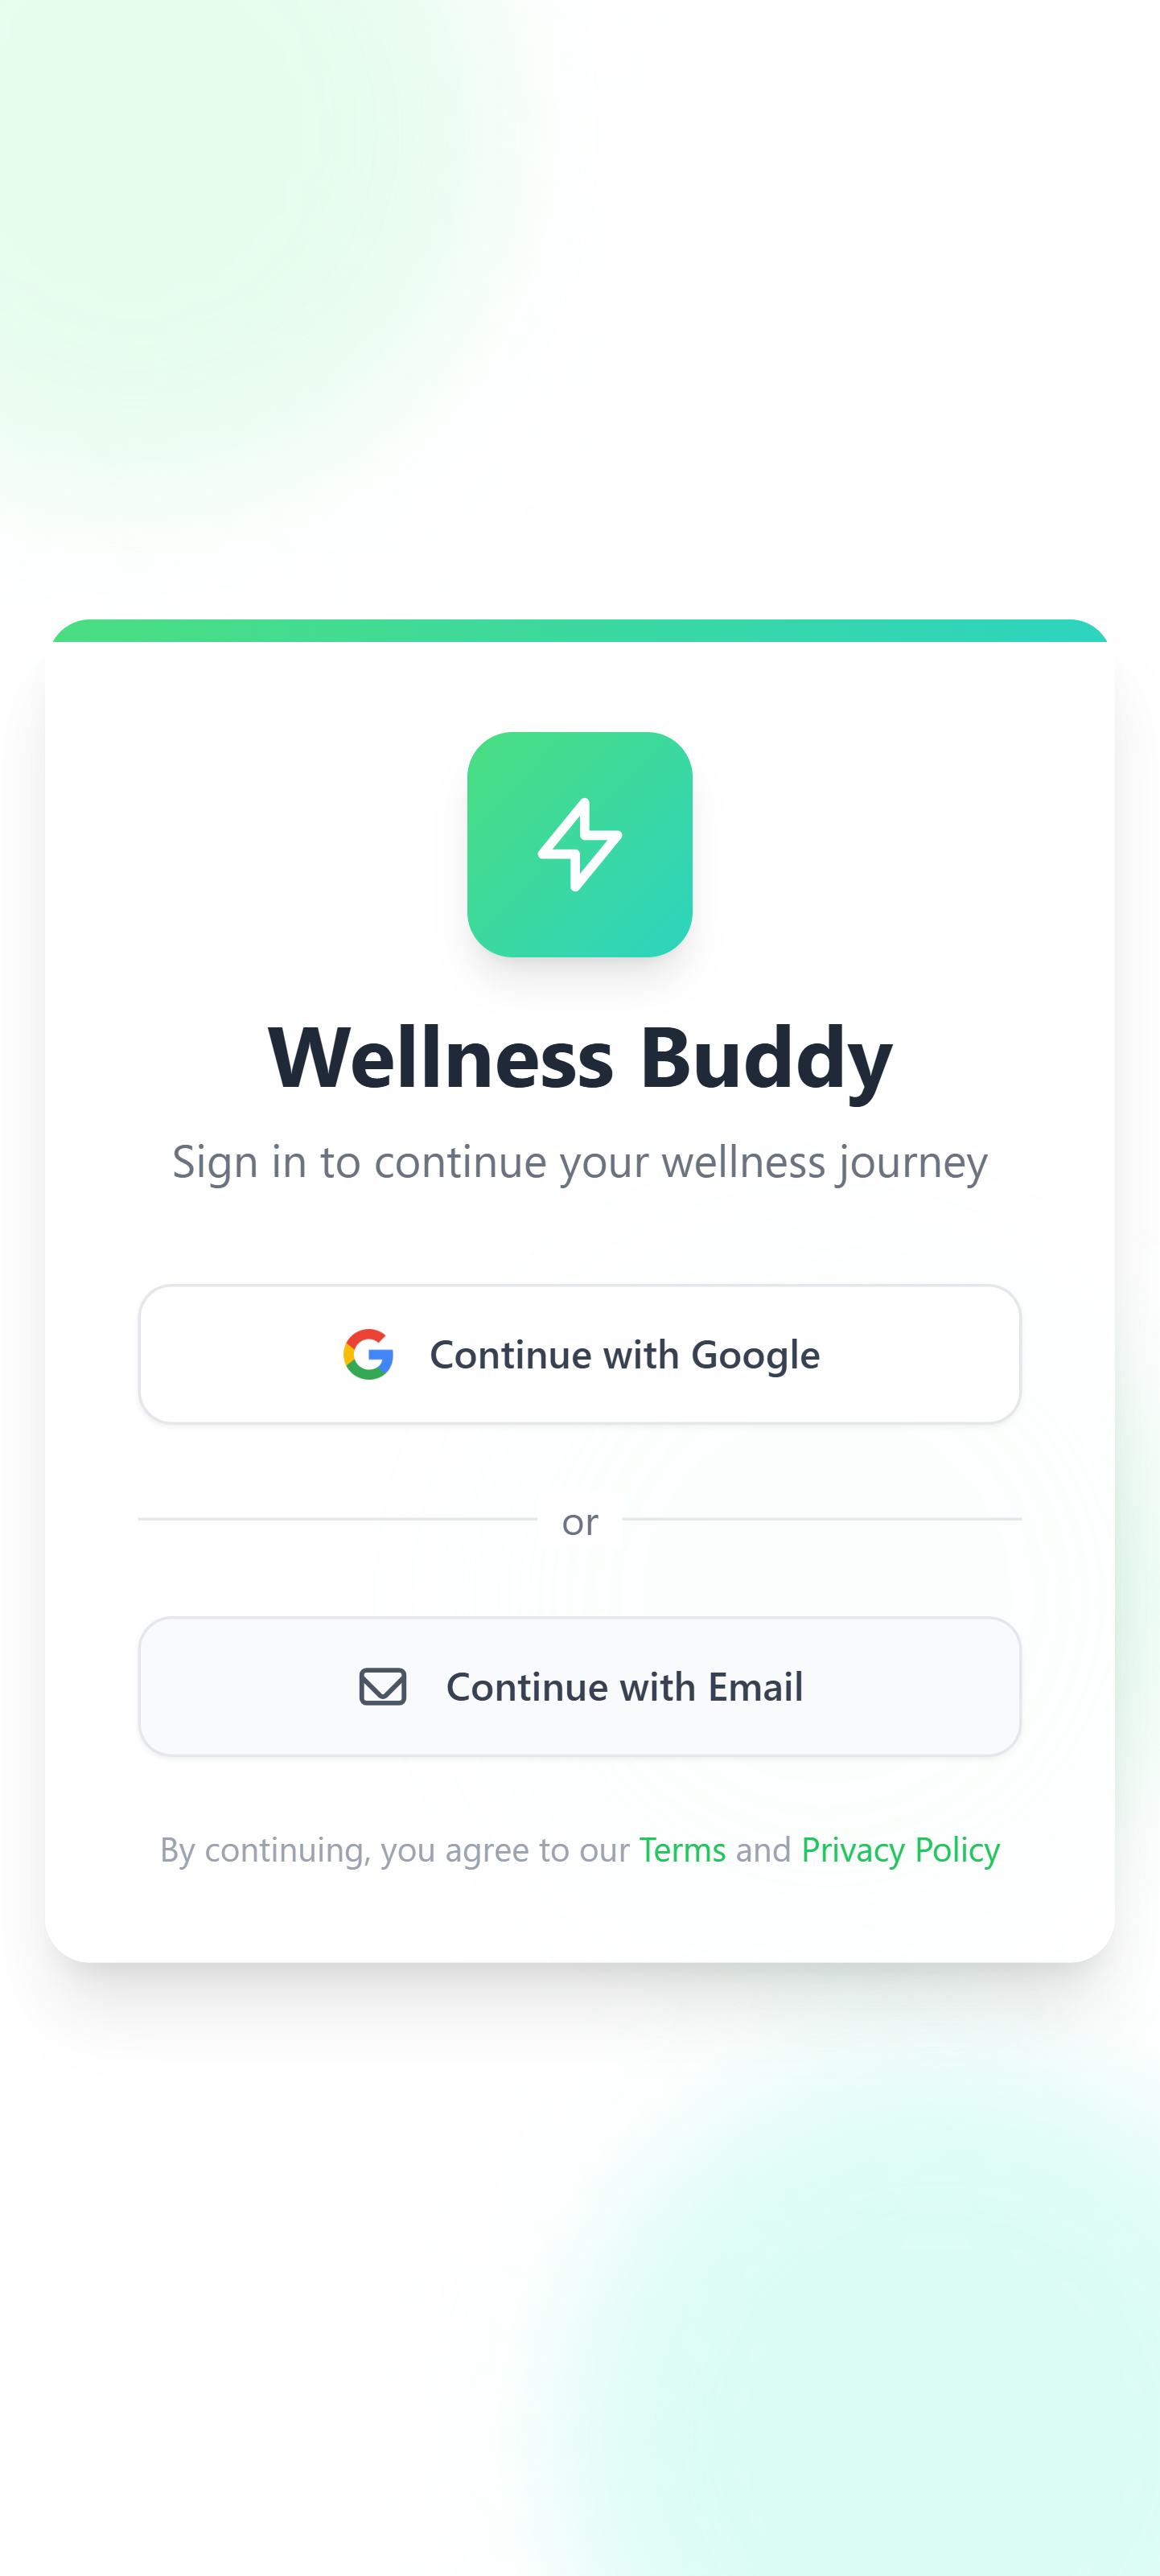 Wellness Buddy
Sign in to continue your wellness journey
Continue with Google
or
Continue with Email
By continuing, you agree to our Terms and Privacy Policy